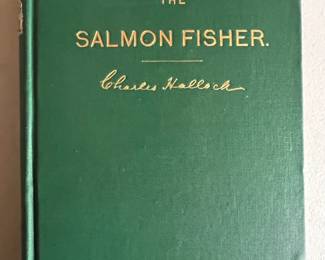 THE
SALMON FISHER.
Charles Hallock